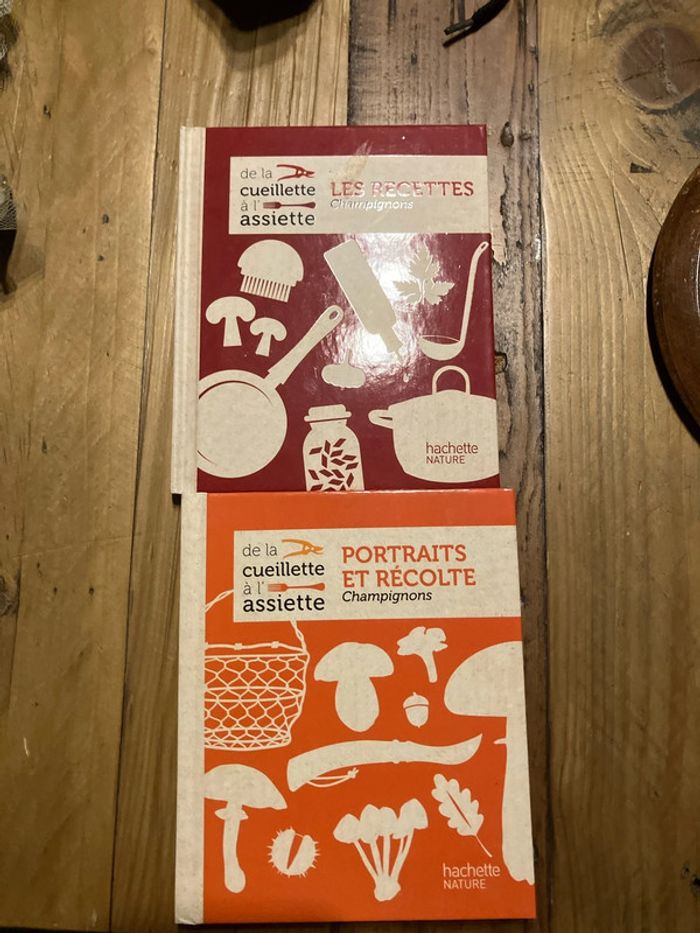 de la
cueillette
à l'
assiette
LES RECETTES
Champignons
hachette
NATURE
de la
cueillette
à l'
assiette
PORTRAITS
ET RÉCOLTE
Champignons
hachette
NATURE